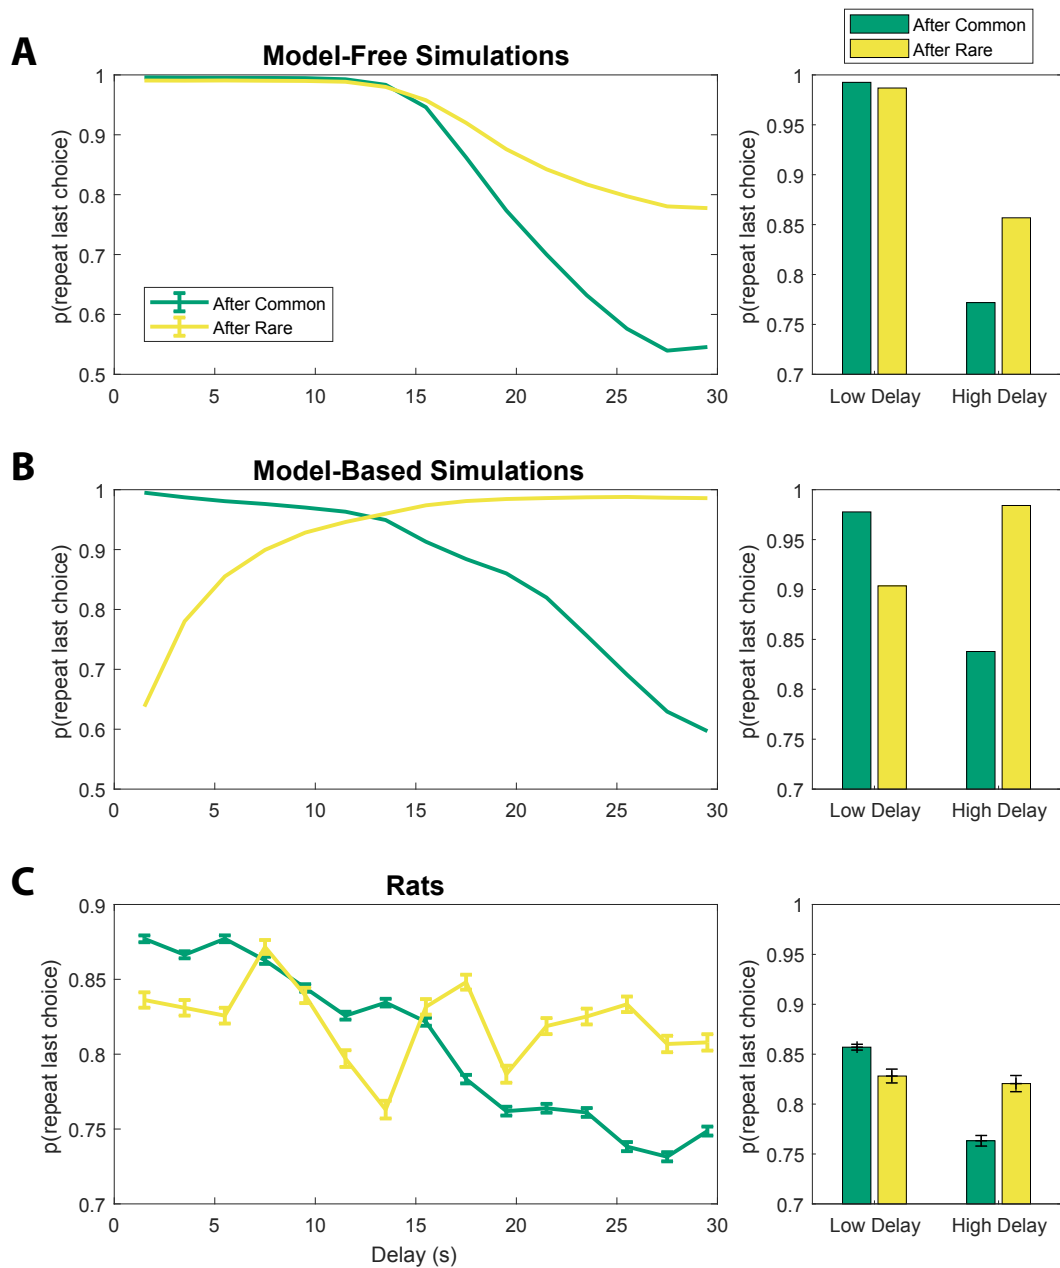 After Common
After Rare
A
Model-Free Simulations
p(repeat last choice)
1
0.9
0.8
0.7
0.6
0.5
After Common
After Rare
0 5 10 15 20 25 30
p(repeat last choice)
1
0.95
0.9
0.85
0.8
0.75
0.7
Low Delay High Delay
B
Model-Based Simulations
p(repeat last choice)
1
0.9
0.8
0.7
0.6
0.5
0 5 10 15 20 25 30
p(repeat last choice)
1
0.95
0.9
0.85
0.8
0.75
0.7
Low Delay High Delay
C
Rats
p(repeat last choice)
0.9
0.85
0.8
0.75
0.7
0 5 10 15 20 25 30
Delay (s)
p(repeat last choice)
1
0.95
0.9
0.85
0.8
0.75
0.7
Low Delay High Delay